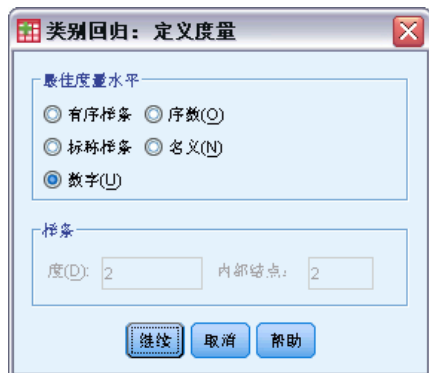 类别回归：定义度量
最佳度量水平
有序样条 序数(O)
标称样条 名义(N)
数字(U)
样条
度(D): 2 内部结点： 2
继续 取消 帮助